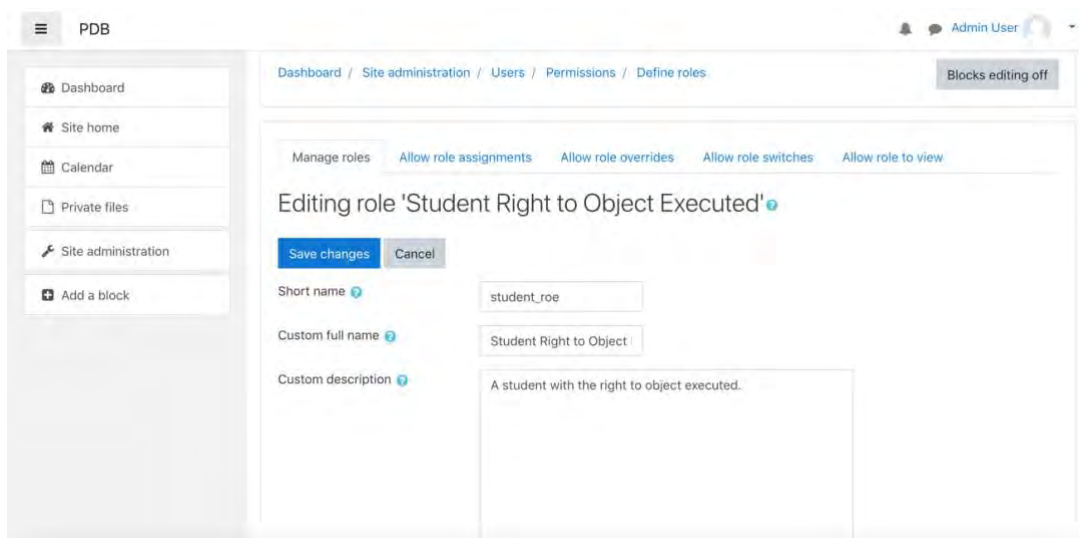 PDB
Admin User
Dashboard
Site home
Calendar
Private files
Site administration
Add a block
Dashboard / Site administration / Users / Permissions / Define roles
Blocks editing off
Manage roles Allow role assignments Allow role overrides Allow role switches Allow role to view
Editing role 'Student Right to Object Executed'
Save changes Cancel
Short name student_roe
Custom full name Student Right to Object
Custom description A student with the right to object executed.